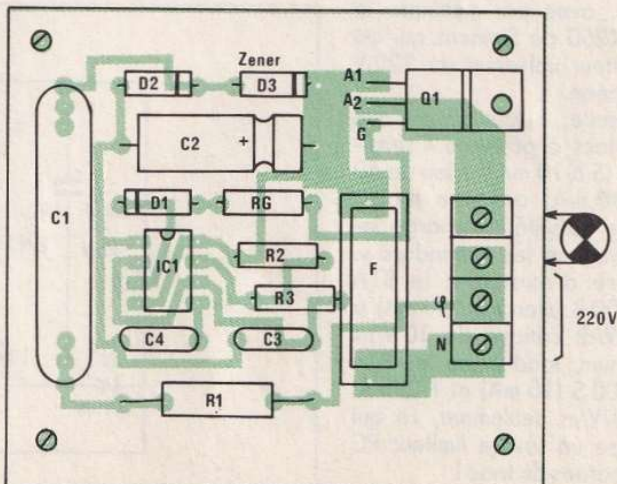 Zener
D2
D3
A1
A2
G
Q1
C2
+
C1
D1
RG
IC1
R2
F
R3
φ
220V
C4
C3
N
R1